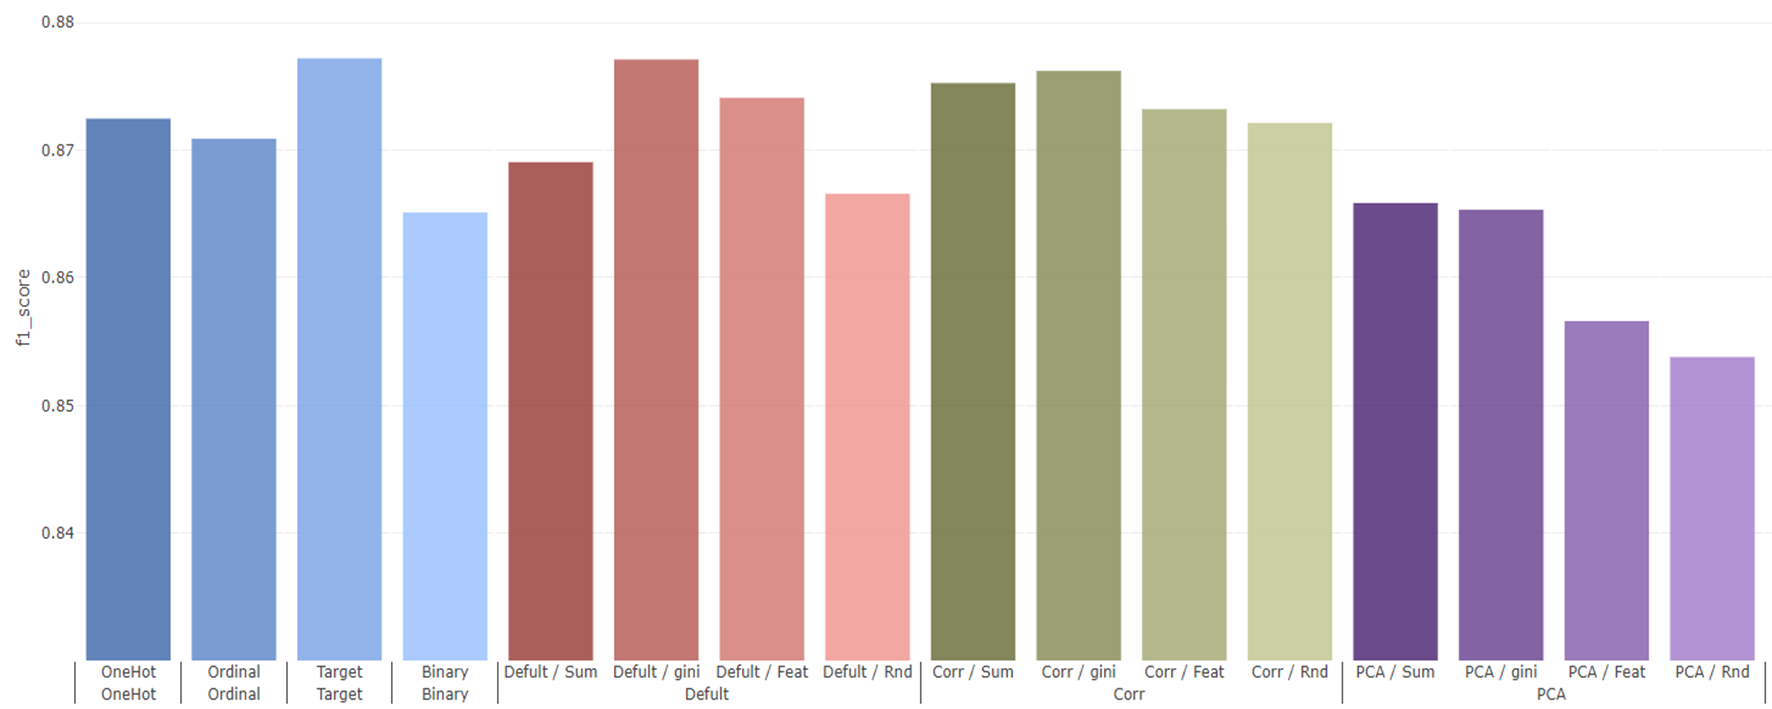 0.88
0.87
0.86
0.85
0.84
f1_score
OneHot Ordinal Target Binary Defult / Sum Defult / gini Defult / Feat Defult / Rnd Corr / Sum Corr / gini Corr / Feat Corr / Rnd PCA / Sum PCA / gini PCA / Feat PCA / Rnd
OneHot Ordinal Target Binary Defult Corr PCA